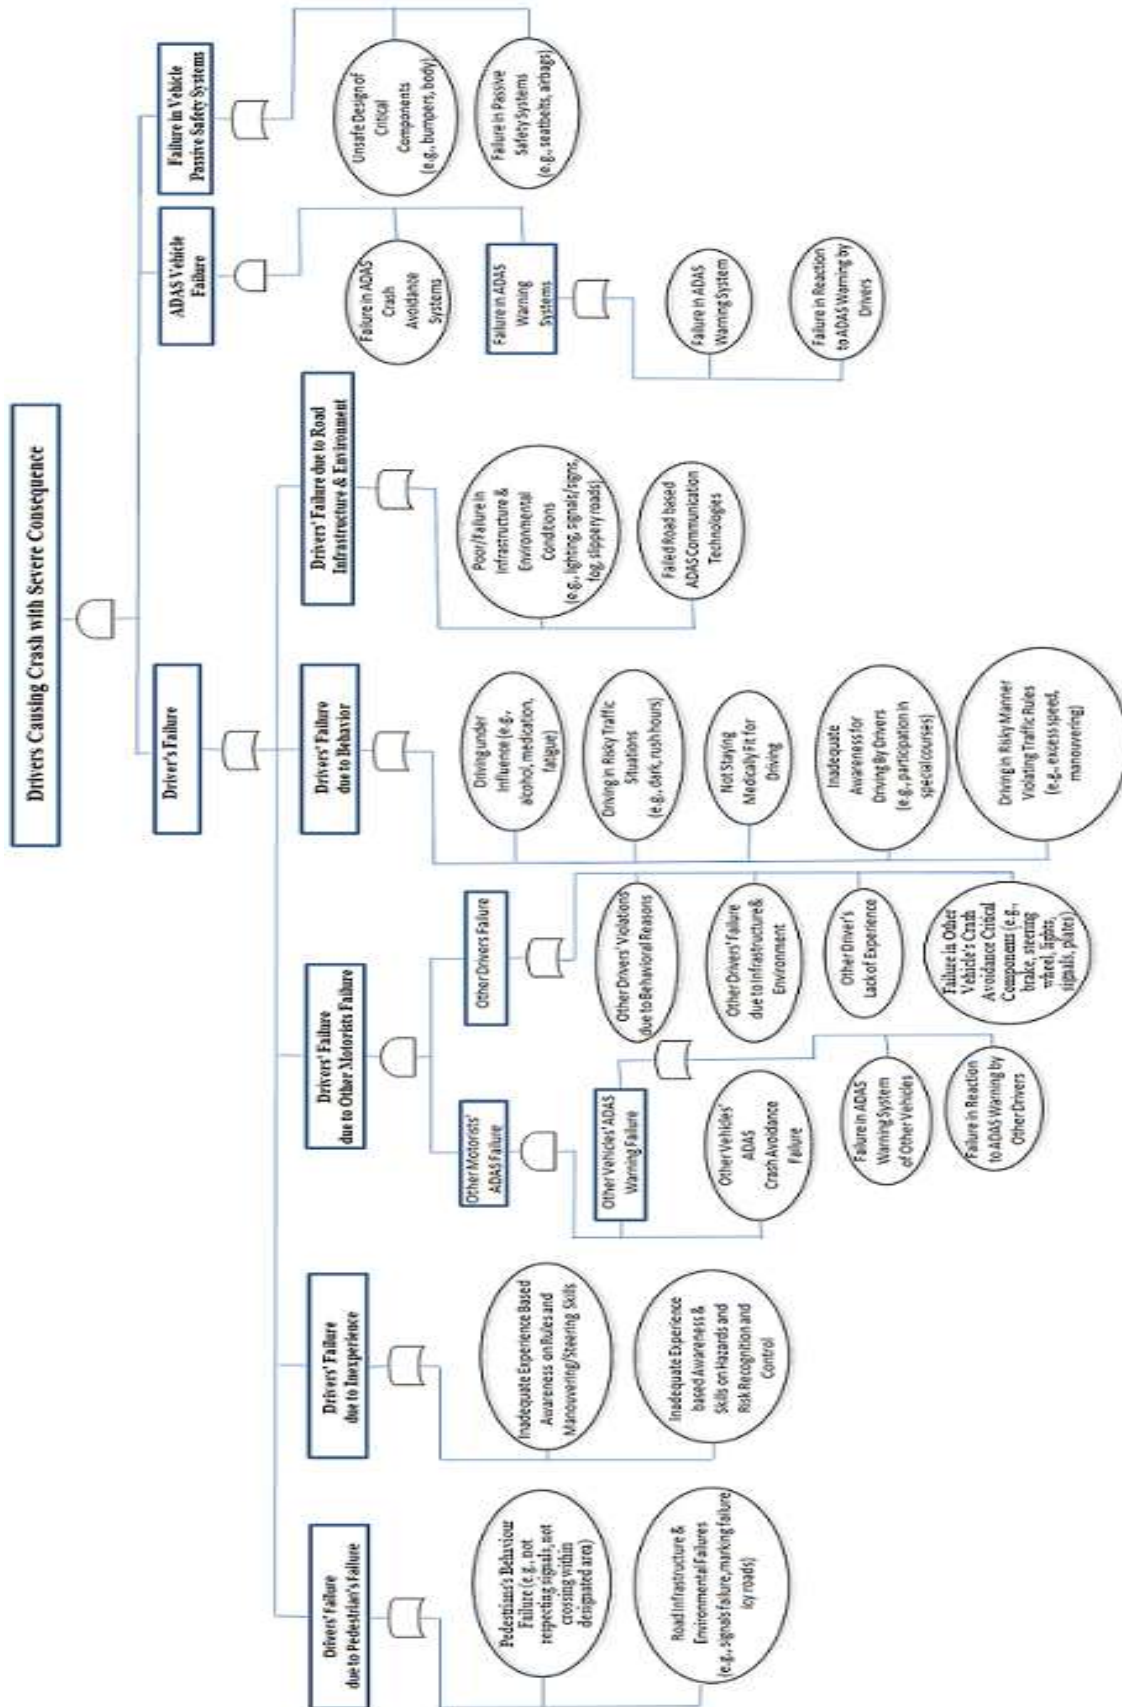 Drivers Causing Crash with Severe Consequence
Driver's Failure
ADAS Vehicle
Failure
Failure in Vehicle
Passive Safety Systems
Drivers' Failure
due to Pedestrian's Failure
Drivers' Failure
due to Inexperience
Drivers' Failure
due to Other Motorists Failure
Drivers' Failure
due to Behavior
Drivers' Failure due to Road
Infrastructure & Environment
Pedestrians's Behaviour
Failure (e.g., not
respecting signals, not
crossing within
designated area)
Road Infrastructure &
Environmental Failures
(e.g., signals failure, marking failure,
icy roads)
Inadequate Experience Based
Awareness on Rules and
Manouvering/Steering Skills
Inadequate Experience
based Awareness &
Skills on Hazards and
Risk Recognition and
Control
Other Motorists'
ADAS Failure
Other Drivers Failure
Other Vehicles' ADAS
Warning Failure
Other Vehicles'
ADAS
Crash Avoidance
Failure
Failure in ADAS
Warning System
of Other Vehicles
Failure in Reaction
to ADAS Warning by
Other Drivers
Other Drivers' Violations
due to Behavioral Reasons
Other Drivers' Failure
due to Infrastructure &
Environment
Other Driver's
Lack of Experience
Failure in Other
Vehicle's Crash
Avoidance Critical
Components (e.g.,
brake, steering
wheel, lights,
signals, plates)
Driving under
Influence (e.g.,
alcohol, medication,
fatigue)
Driving in Risky Traffic
Situations
(e.g., dark, rush hours)
Not Staying
Medically Fit for
Driving
Inadequate
Awareness for
Driving By Drivers
(e.g., participation in
special courses)
Driving in Risky Manner
Violating Traffic Rules
(e.g., excess speed,
manouvering)
Poor/Failure in
Infrastructure &
Environmental
Conditions
(e.g., lighting, signals/signs,
fog, slippery roads)
Failed Road based
ADAS Communication
Technologies
Failure in ADAS
Crash
Avoidance
Systems
Failure in ADAS
Warning
Systems
Failure in ADAS
Warning System
Failure in Reaction
to ADAS Warning by
Drivers
Unsafe Design of
Critical
Components
(e.g., bumpers, body)
Failure in Passive
Safety Systems
(e.g., seatbelts, airbags)